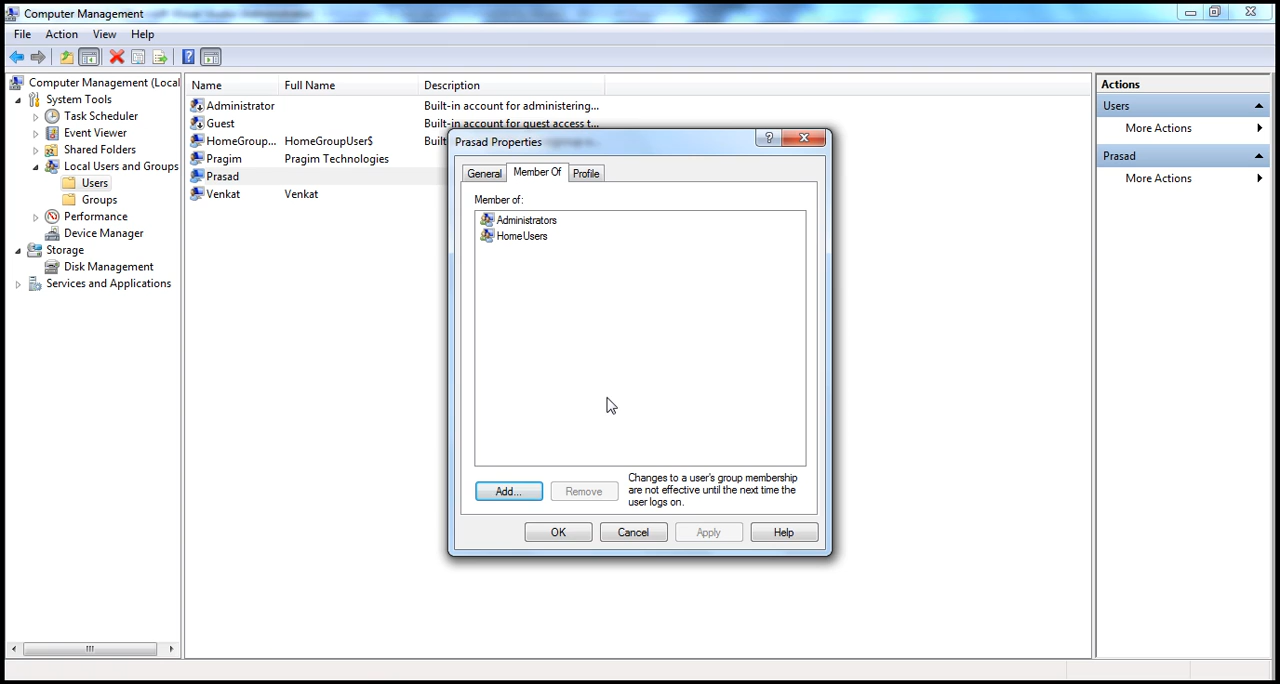 Computer Management
File Action View Help
Computer Management (Local
System Tools
Task Scheduler
Event Viewer
Shared Folders
Local Users and Groups
Users
Groups
Performance
Device Manager
Storage
Disk Management
Services and Applications
Name Full Name Description
Administrator Built-in account for administering...
Guest Built-in account for guest access t...
HomeGroup... HomeGroupUser$ Built
Pragim Pragim Technologies
Prasad
Venkat Venkat
Prasad Properties
General Member Of Profile
Member of:
Administrators
HomeUsers
Add... Remove
Changes to a user's group membership
are not effective until the next time the
user logs on.
OK Cancel Apply Help
Actions
Users
More Actions
Prasad
More Actions